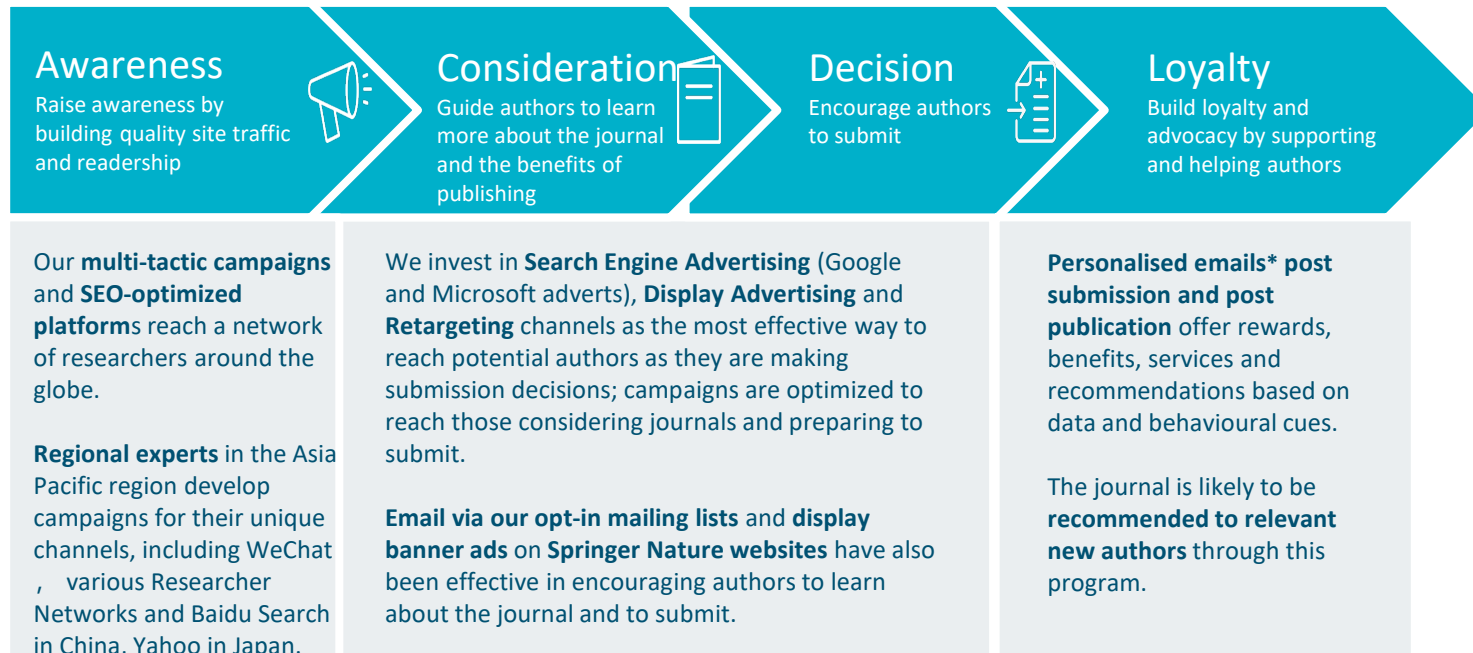 Awareness
Raise awareness by
building quality site traffic
and readership
Consideration
Guide authors to learn
more about the journal
and the benefits of
publishing
Decision
Encourage authors
to submit
Loyalty
Build loyalty and
advocacy by supporting
and helping authors
Our multi-tactic campaigns
and SEO-optimized
platforms reach a network
of researchers around the
globe.
Regional experts in the Asia
Pacific region develop
campaigns for their unique
channels, including WeChat
, various Researcher
Networks and Baidu Search
in China, Yahoo in Japan,
We invest in Search Engine Advertising (Google
and Microsoft adverts), Display Advertising and
Retargeting channels as the most effective way to
reach potential authors as they are making
submission decisions; campaigns are optimized to
reach those considering journals and preparing to
submit.
Email via our opt-in mailing lists and display
banner ads on Springer Nature websites have also
been effective in encouraging authors to learn
about the journal and to submit.
Personalised emails* post
submission and post
publication offer rewards,
benefits, services and
recommendations based on
data and behavioural cues.
The journal is likely to be
recommended to relevant
new authors through this
program.